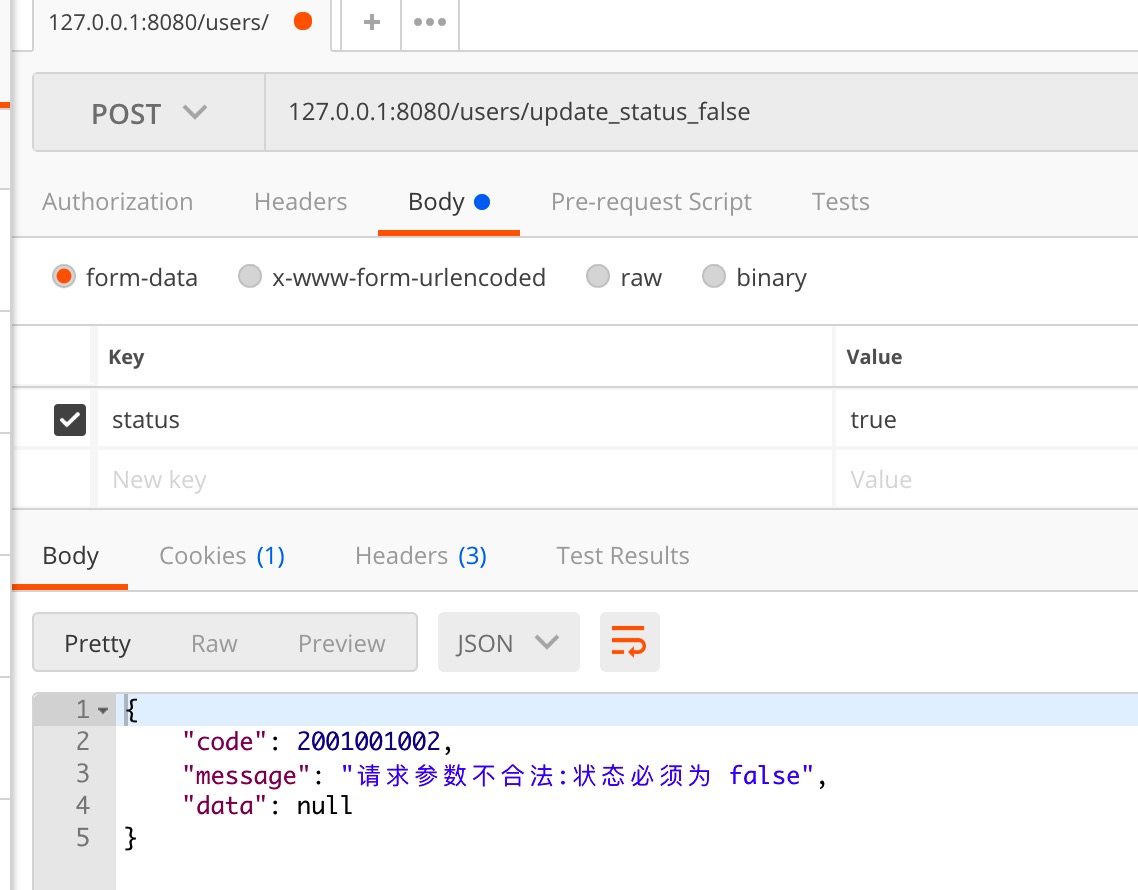 127.0.0.1:8080/users/
+
•••
POST 127.0.0.1:8080/users/update_status_false
Authorization Headers Body Pre-request Script Tests
form-data x-www-form-urlencoded raw binary
Key Value
status true
New key Value
Body Cookies (1) Headers (3) Test Results
Pretty Raw Preview JSON
1 {
2 "code": 2001001002,
3 "message": "请求参数不合法:状态必须为 false",
4 "data": null
5 }